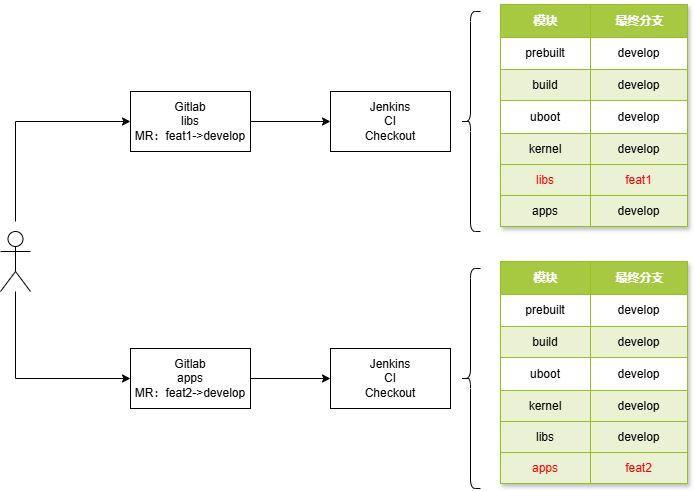 Gitlab
libs
MR：feat1->develop
Jenkins
CI
Checkout
模块 最终分支
prebuilt develop
build develop
uboot develop
kernel develop
libs feat1
apps develop
Gitlab
apps
MR：feat2->develop
Jenkins
CI
Checkout
模块 最终分支
prebuilt develop
build develop
uboot develop
kernel develop
libs develop
apps feat2